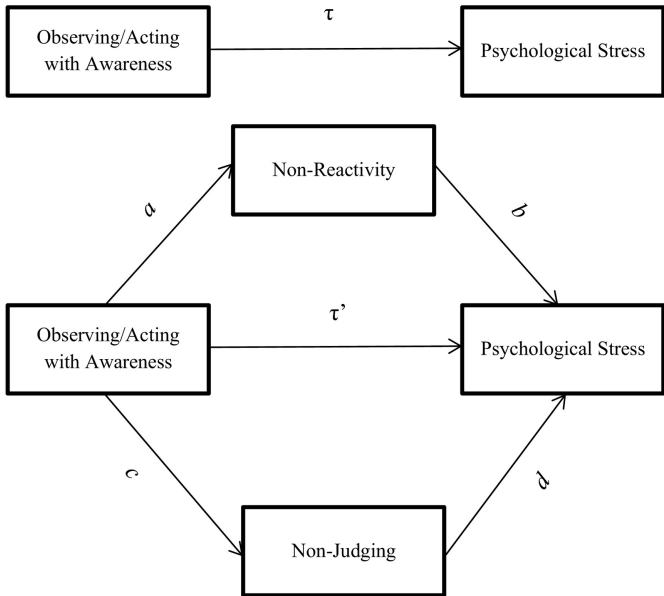 τ
Observing/Acting
with Awareness
Psychological Stress
Non-Reactivity
a
b
τ’
Observing/Acting
with Awareness
Psychological Stress
c
d
Non-Judging